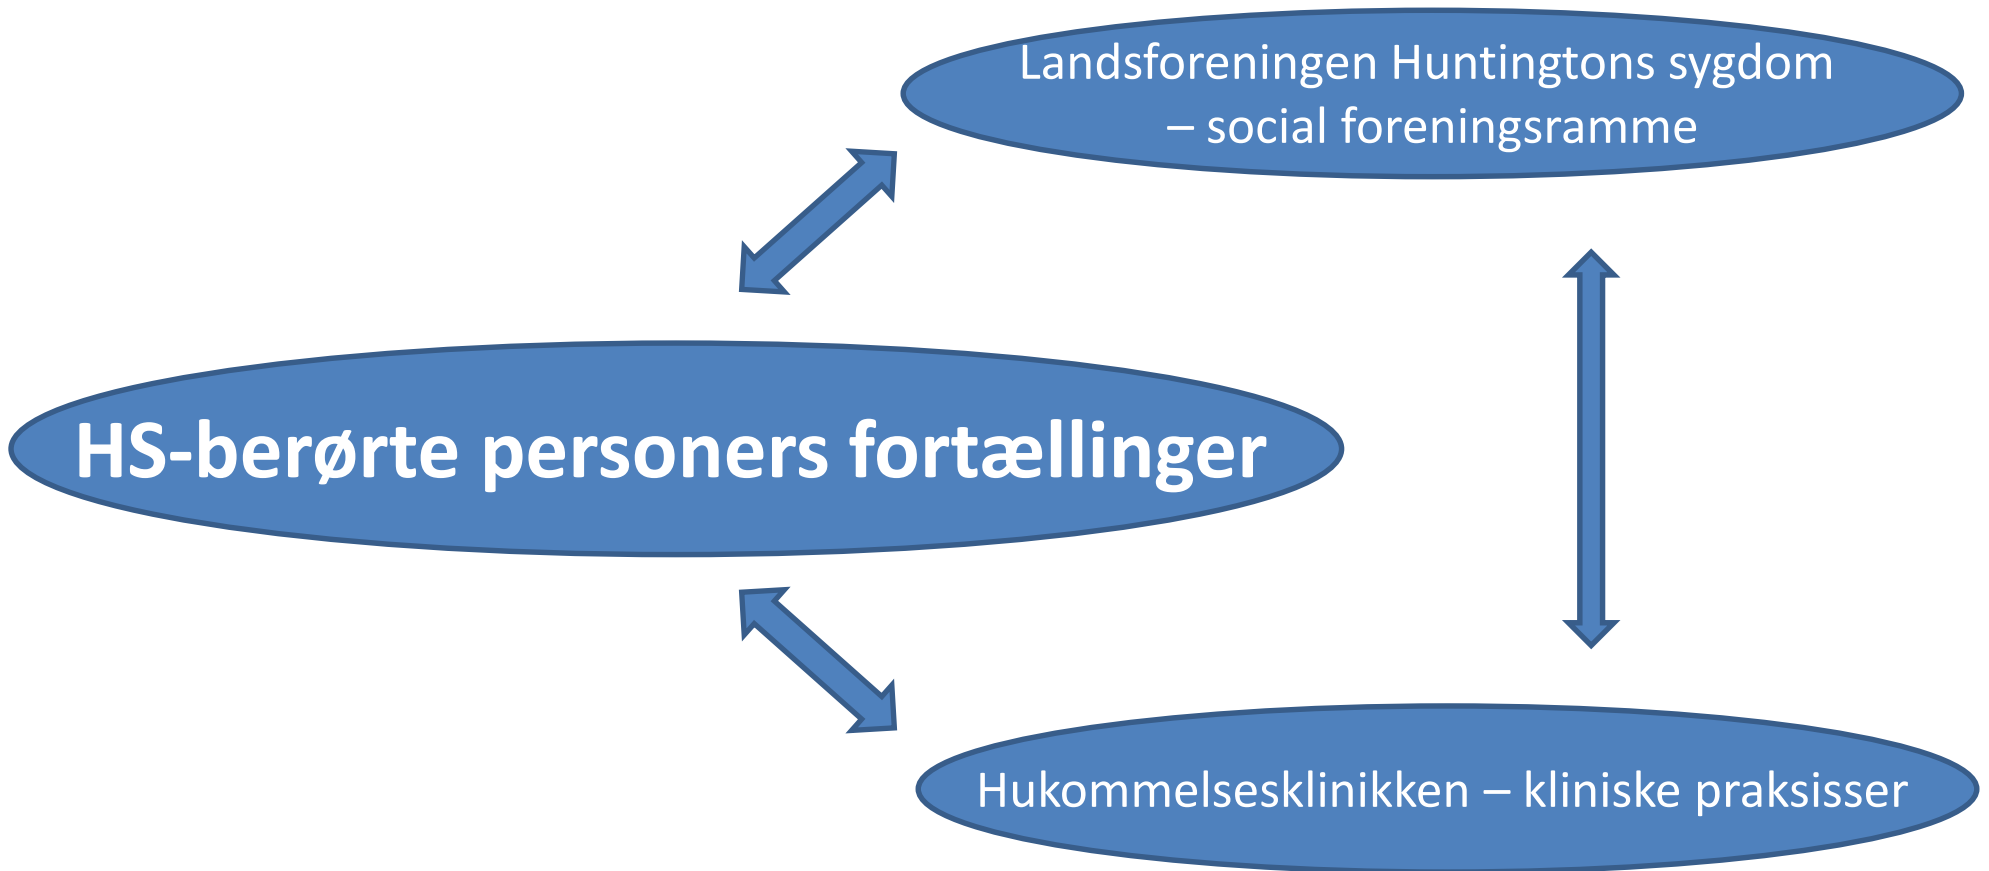 Landsforeningen Huntingtons sygdom
– social foreningsramme
HS-berørte personers fortællinger
Hukommelsesklinikken – kliniske praksisser